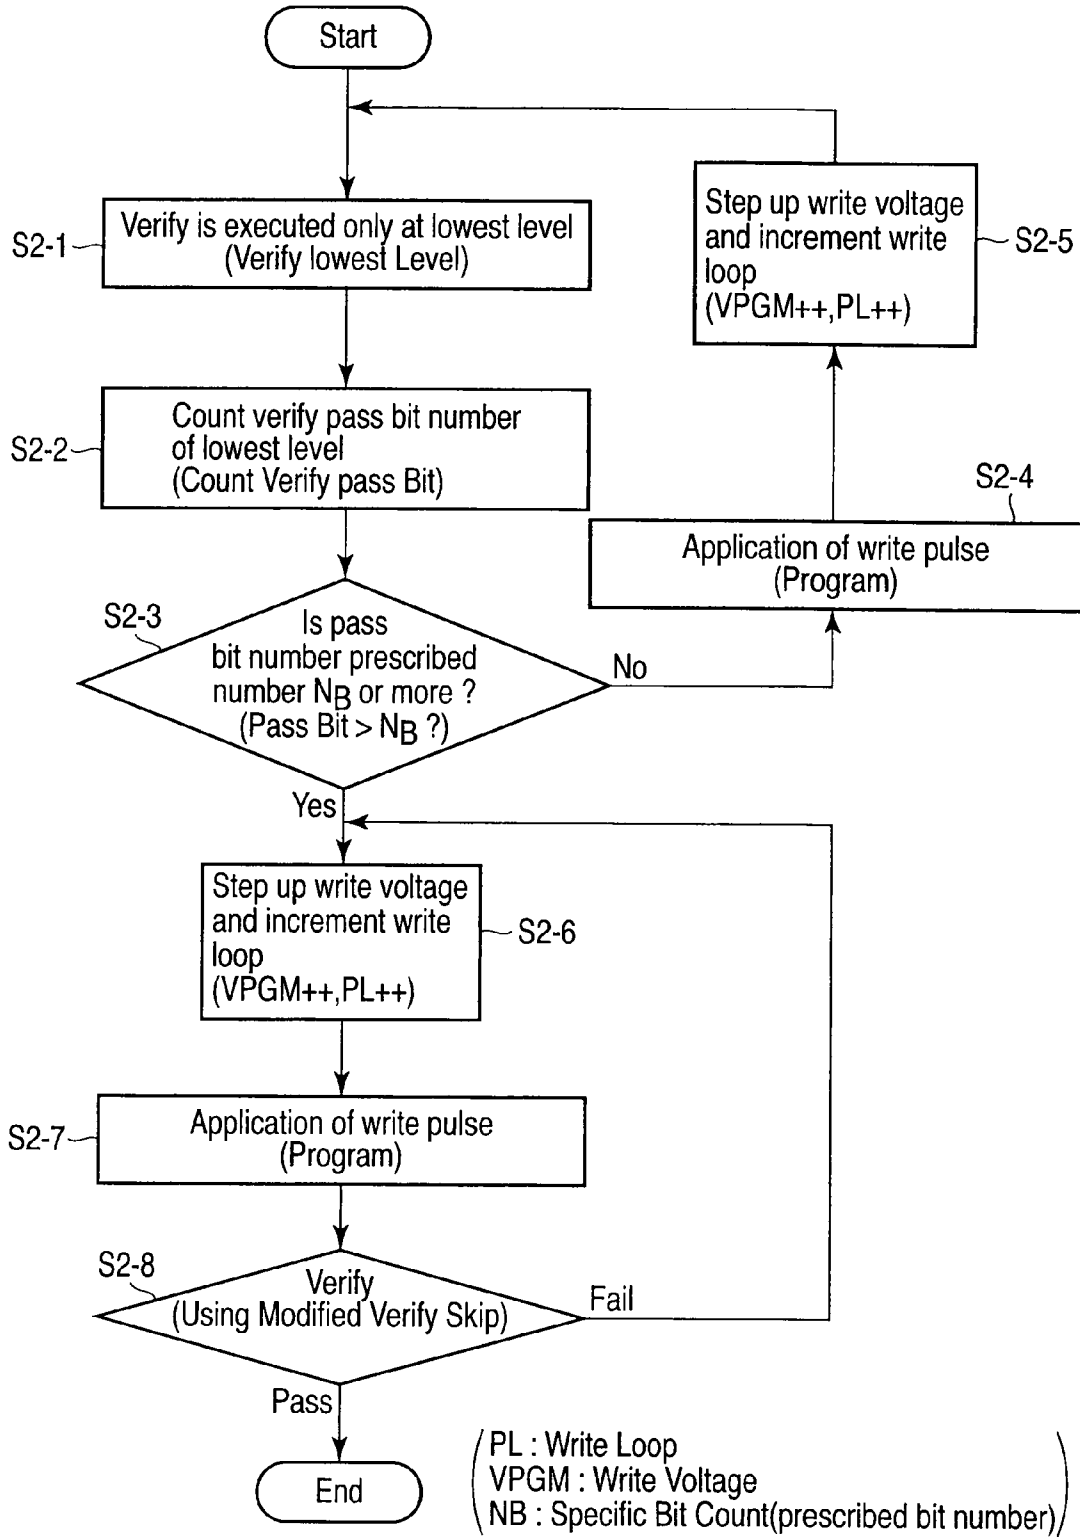 Start
S2-1
Verify is executed only at lowest level
(Verify lowest Level)
S2-2
Count verify pass bit number
of lowest level
(Count Verify pass Bit)
S2-3
Is pass
bit number prescribed
number NB or more ?
(Pass Bit > NB ?)
No
S2-4
Application of write pulse
(Program)
Step up write voltage
and increment write
loop
(VPGM++,PL++)
S2-5
Yes
Step up write voltage
and increment write
loop
(VPGM++,PL++)
S2-6
S2-7
Application of write pulse
(Program)
S2-8
Verify
(Using Modified Verify Skip)
Fail
Pass
End
(PL : Write Loop
VPGM : Write Voltage
NB : Specific Bit Count(prescribed bit number))